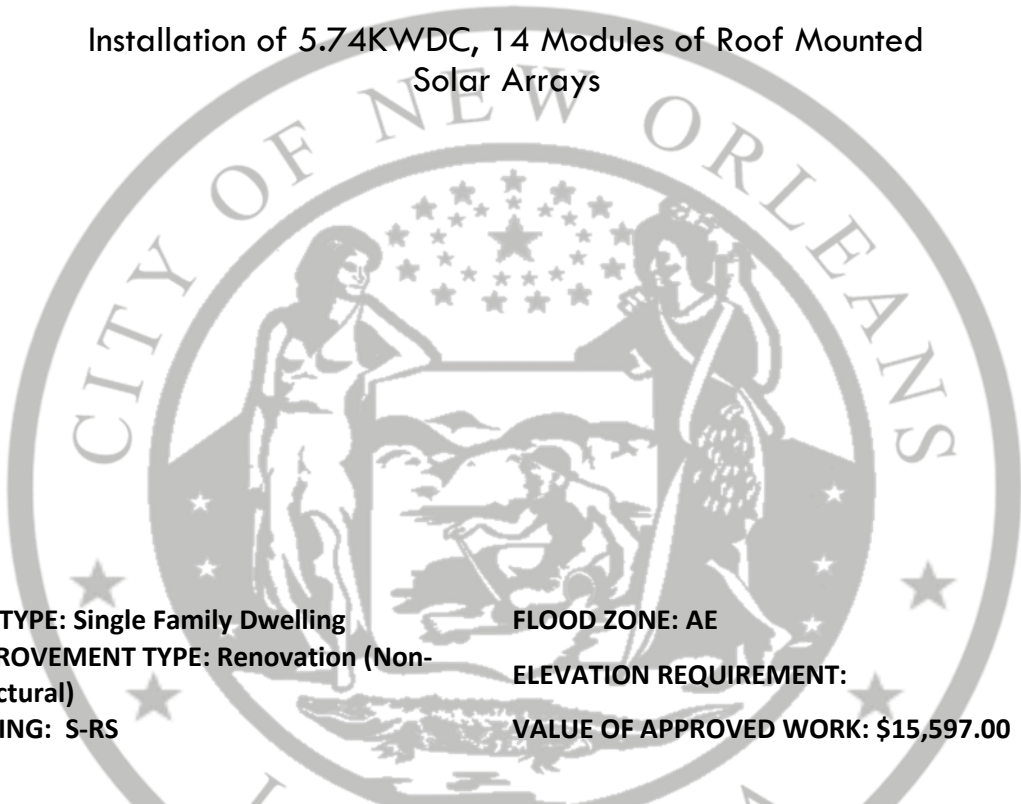 Installation of 5.74KWDC, 14 Modules of Roof Mounted
Solar Arrays
CITY OF NEW ORLEANS
TYPE: Single Family Dwelling
ROVEMENT TYPE: Renovation (Non-
ctural)
ING: S-RS
FLOOD ZONE: AE
ELEVATION REQUIREMENT:
VALUE OF APPROVED WORK: $15,597.00